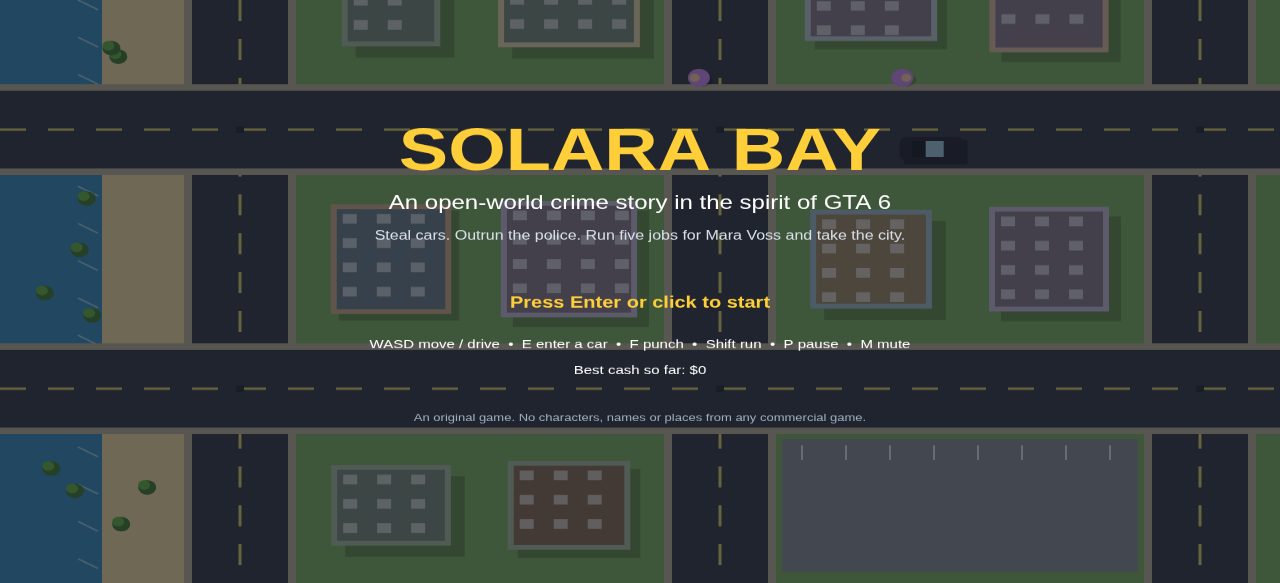 SOLARA BAY
An open-world crime story in the spirit of GTA 6
Steal cars. Outrun the police. Run five jobs for Mara Voss and take the city.
Press Enter or click to start
WASD move / drive • E enter a car • F punch • Shift run • P pause • M mute
Best cash so far: $0
An original game. No characters, names or places from any commercial game.